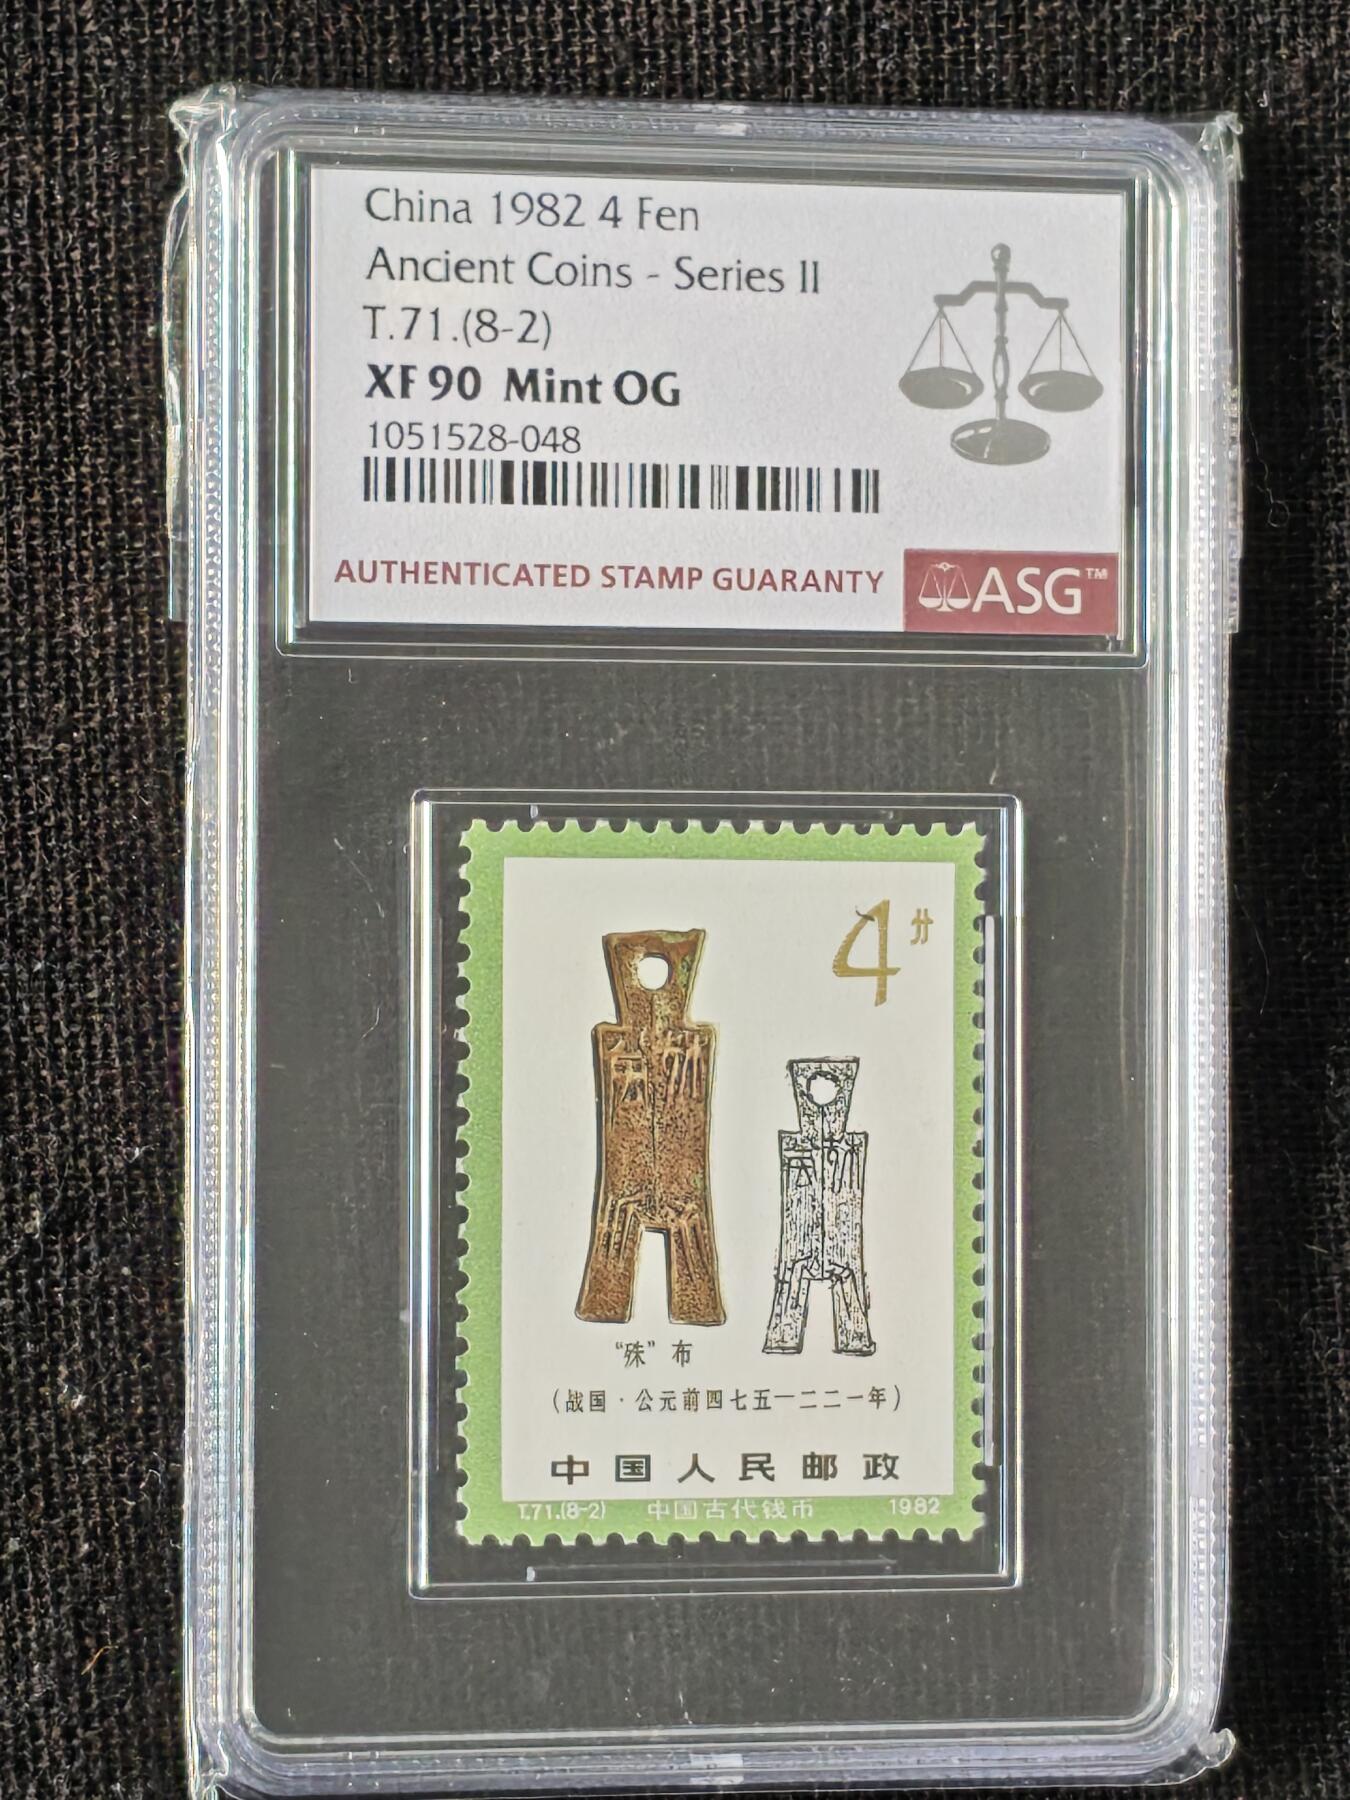 China 1982 4 Fen
Ancient Coins - Series II
T.71.(8-2)
XF 90 Mint OG
1051528-048
AUTHENTICATED STAMP GUARANTY
ASG™
4分
“殊”布
（战国·公元前四七五—二二一年）
中国人民邮政
T.71.(8-2) 中国古代钱币 1982